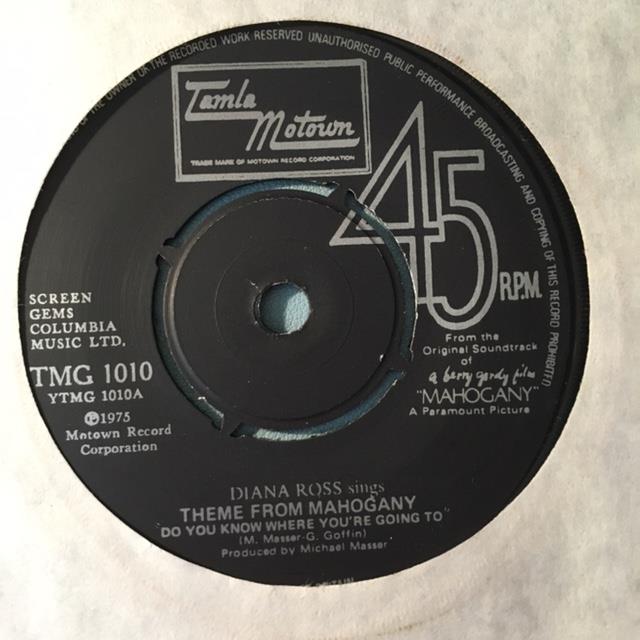 OF THE OWNER OF THE RECORDED WORK RESERVED UNAUTHORISED PUBLIC PERFORMANCE BROADCASTING AND COPYING OF THIS RECORD PROHIBITED
Tamla
Motown
TRADE MARK OF MOTOWN RECORD CORPORATION
45
R.P.M.
SCREEN
GEMS
COLUMBIA
MUSIC LTD.
TMG 1010
YTMG 1010A
Ⓟ1975
Motown Record
Corporation
From the
Original Soundtrack
of
a berry gordy film
"MAHOGANY"
A Paramount Picture
DIANA ROSS sings
THEME FROM MAHOGANY
DO YOU KNOW WHERE YOU'RE GOING TO"
(M. Masser-G. Goffin)
Produced by Michael Masser